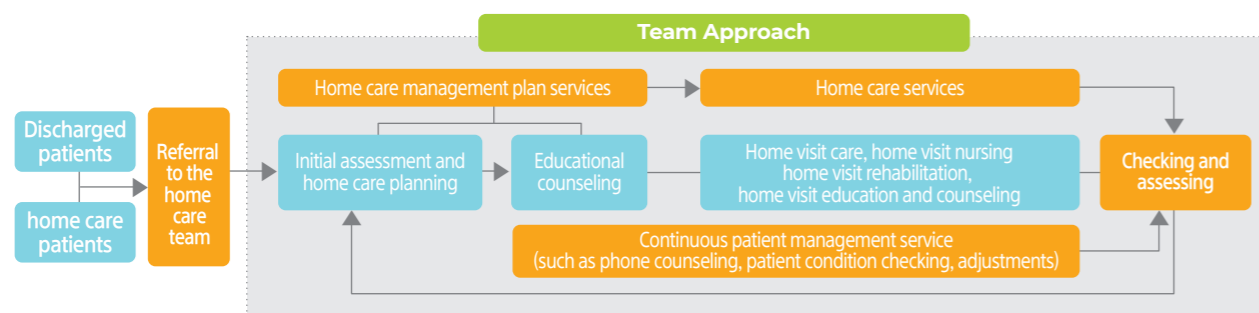 Team Approach
Discharged
patients
home care
patients
Referral
to the
home
care
team
Home care management plan services
Home care services
Initial assessment and
home care planning
Educational
counseling
Home visit care, home visit nursing
home visit rehabilitation,
home visit education and counseling
Checking and
assessing
Continuous patient management service
(such as phone counseling, patient condition checking, adjustments)